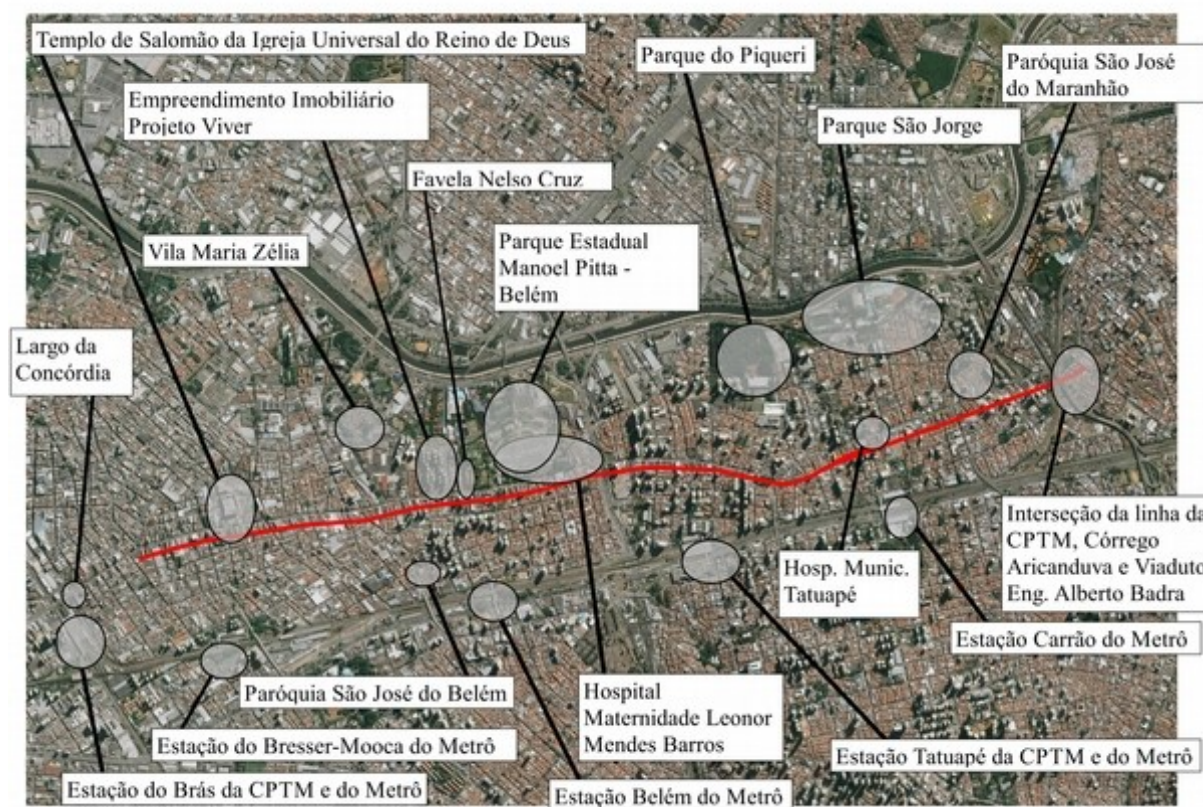 Templo de Salomão da Igreja Universal do Reino de Deus
Parque do Piqueri
Paróquia São José
do Maranhão
Empreendimento Imobiliário
Projeto Viver
Parque São Jorge
Favela Nelso Cruz
Vila Maria Zélia
Parque Estadual
Manoel Pitta -
Belém
Largo da
Concórdia
Hosp. Munic.
Tatuapé
Interseção da linha da
CPTM, Córrego
Aricanduva e Viaduto
Eng. Alberto Badra
Estação Carrão do Metrô
Paróquia São José do Belém
Hospital
Maternidade Leonor
Mendes Barros
Estação do Bresser-Mooca do Metrô
Estação Tatuapé da CPTM e do Metrô
Estação do Brás da CPTM e do Metrô
Estação Belém do Metrô